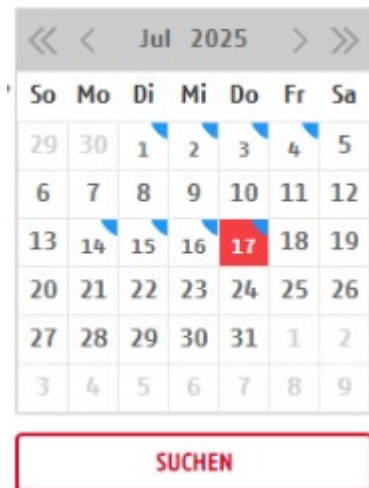 Jul 2025
So Mo Di Mi Do Fr Sa
29 30 1 2 3 4 5
6 7 8 9 10 11 12
13 14 15 16 17 18 19
20 21 22 23 24 25 26
27 28 29 30 31 1 2
3 4 5 6 7 8 9
SUCHEN